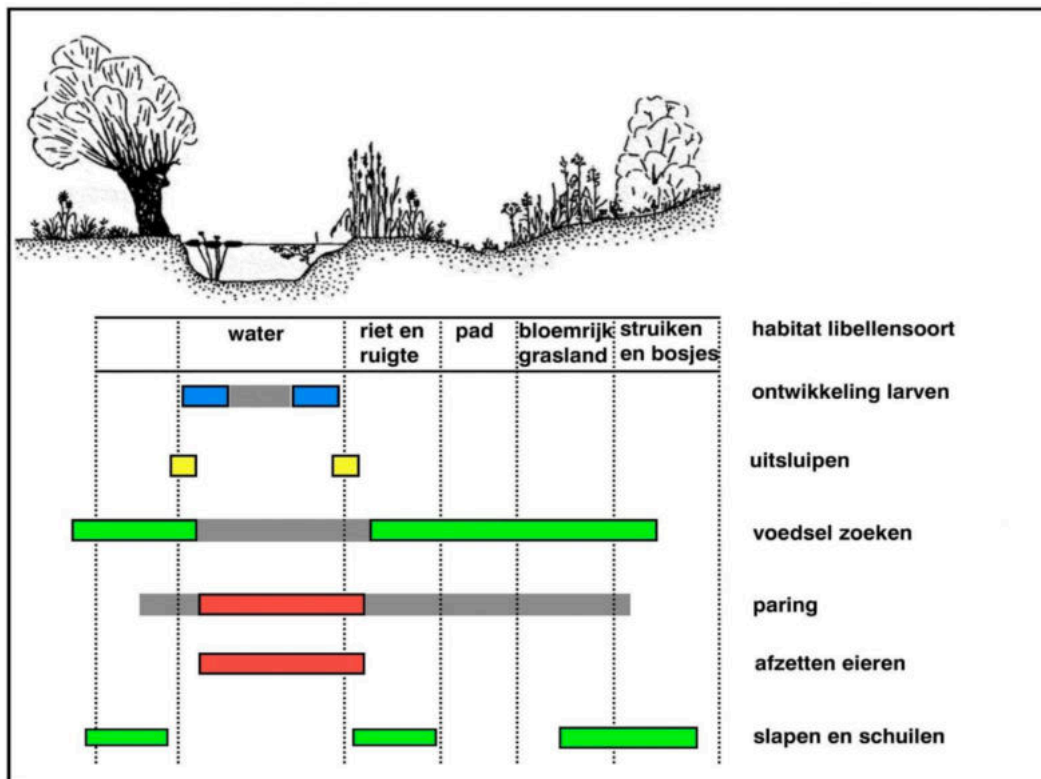 water
riet en
ruigte
pad
bloemrijk
grasland
struiken
en bosjes
habitat libellensoort
ontwikkeling larven
uitsluipen
voedsel zoeken
paring
afzetten eieren
slapen en schuilen